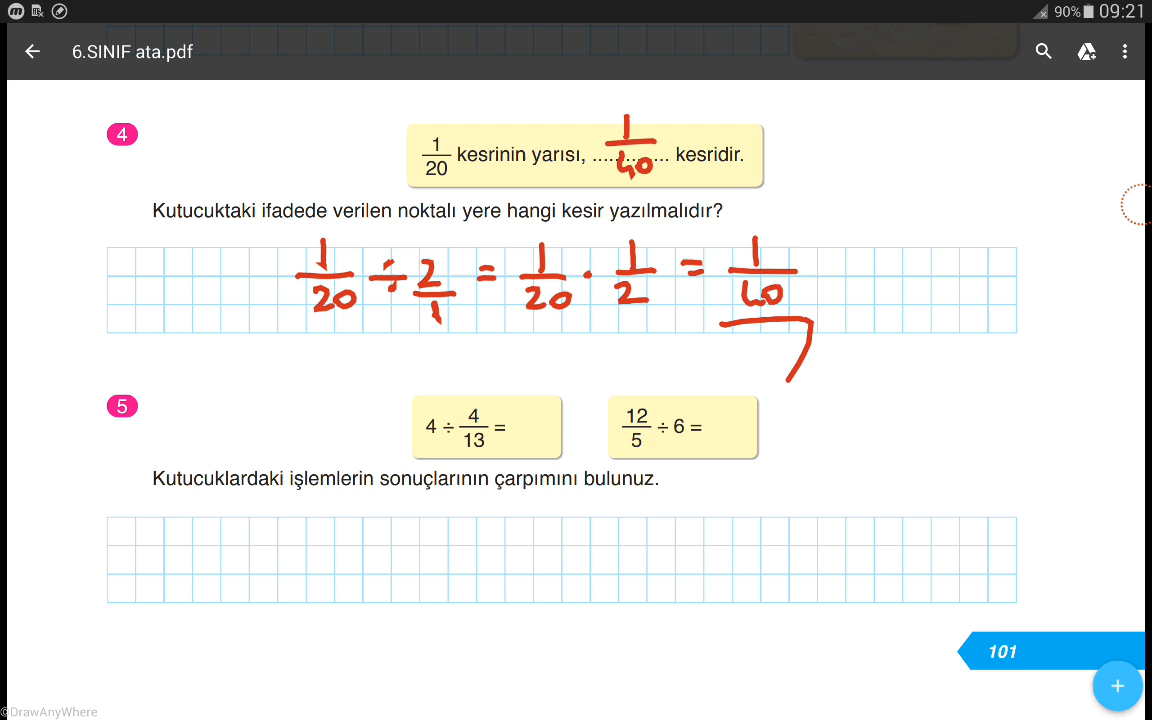 90% 09:21
6.SINIF ata.pdf
4
1/20 kesrinin yarısı, ..... 1/40 ..... kesridir.
Kutucuktaki ifadede verilen noktalı yere hangi kesir yazılmalıdır?
1/20 ÷ 2/1 = 1/20 · 1/2 = 1/40
5
4 ÷ 4/13 =
12/5 ÷ 6 =
Kutucuklardaki işlemlerin sonuçlarının çarpımını bulunuz.
101
+
©DrawAnyWhere